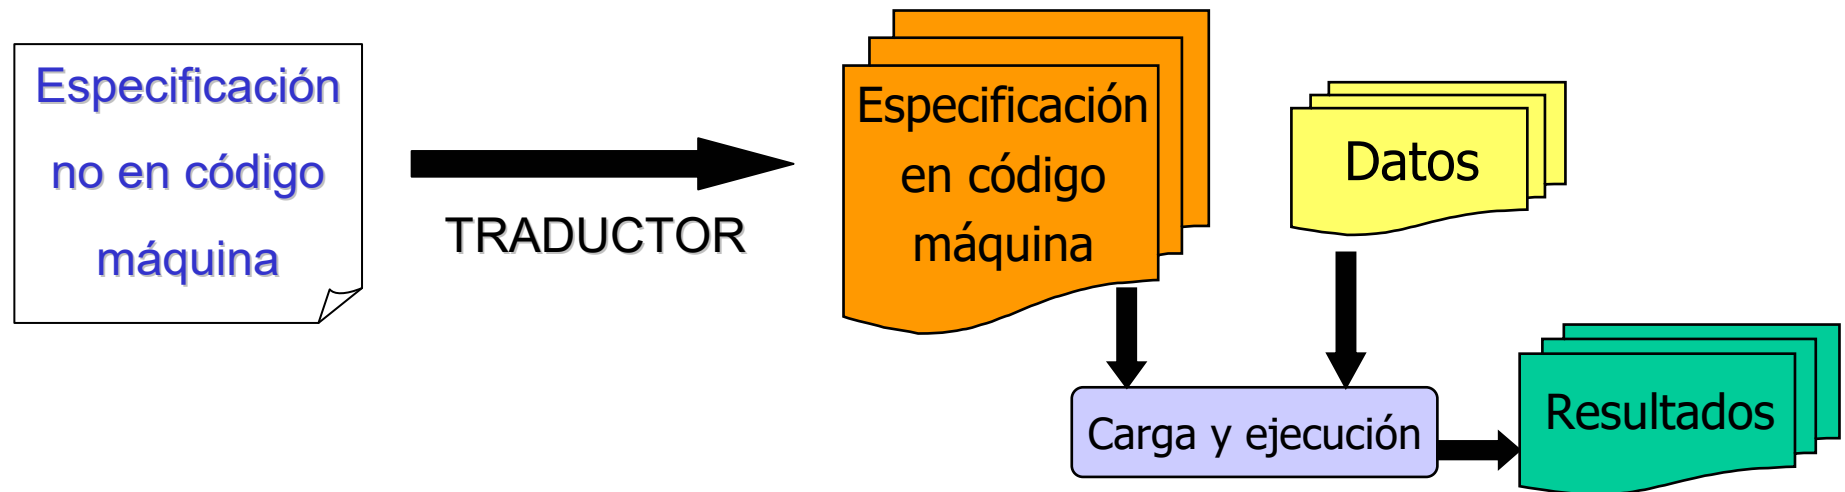 Especificación
no en código
máquina
TRADUCTOR
Especificación
en código
máquina
Datos
Carga y ejecución
Resultados